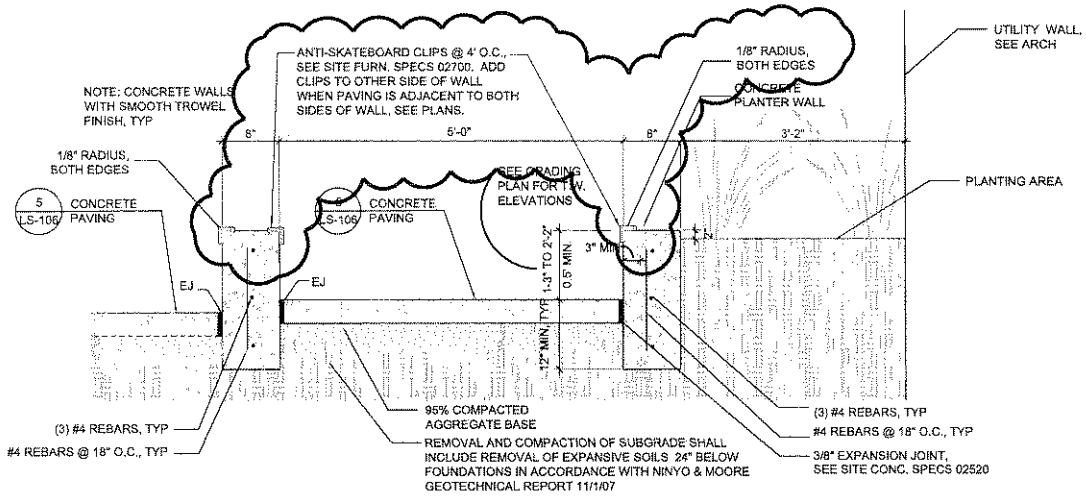 ANTI-SKATEBOARD CLIPS @ 4' O.C.,
SEE SITE FURN. SPECS 02700. ADD
CLIPS TO OTHER SIDE OF WALL
WHEN PAVING IS ADJACENT TO BOTH
SIDES OF WALL, SEE PLANS.
1/8" RADIUS,
BOTH EDGES
CONCRETE
PLANTER WALL
UTILITY WALL,
SEE ARCH
NOTE: CONCRETE WALLS
WITH SMOOTH TROWEL
FINISH, TYP
5'-0"
3'-2"
1/8" RADIUS,
BOTH EDGES
SEE GRADING
PLAN FOR T.W.
ELEVATIONS
PLANTING AREA
5
LS-106
CONCRETE
PAVING
LS-106
CONCRETE
PAVING
3" MIN
2"
1'-3" TO 2'-2"
0.5' MIN.
12" MIN, TYP
EJ
EJ
95% COMPACTED
AGGREGATE BASE
REMOVAL AND COMPACTION OF SUBGRADE SHALL
INCLUDE REMOVAL OF EXPANSIVE SOILS 24" BELOW
FOUNDATIONS IN ACCORDANCE WITH NINYO & MOORE
GEOTECHNICAL REPORT 11/1/07
(3) #4 REBARS, TYP
#4 REBARS @ 18" O.C., TYP
(3) #4 REBARS, TYP
#4 REBARS @ 18" O.C., TYP
3/8" EXPANSION JOINT,
SEE SITE CONC. SPECS 02520